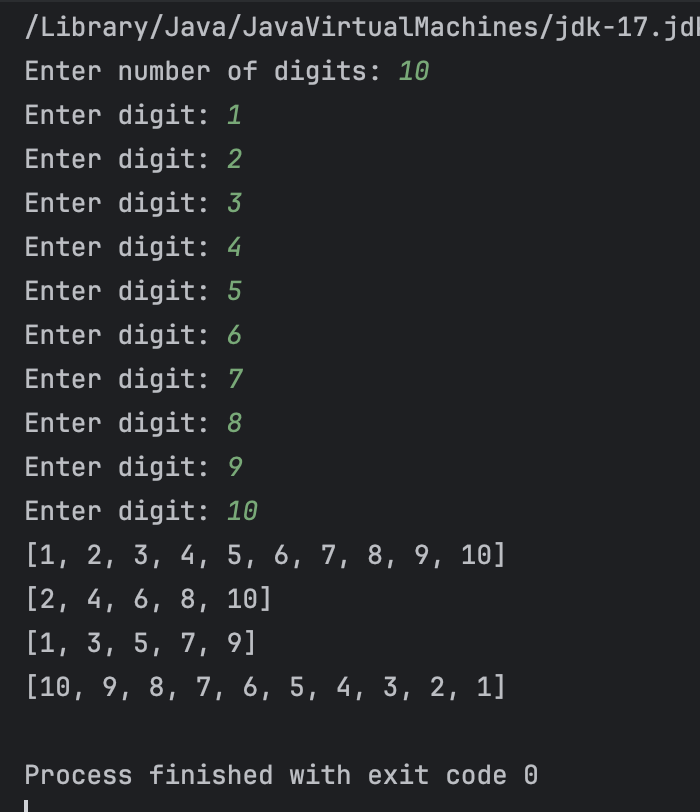 /Library/Java/JavaVirtualMachines/jdk-17.jdk
Enter number of digits: 10
Enter digit: 1
Enter digit: 2
Enter digit: 3
Enter digit: 4
Enter digit: 5
Enter digit: 6
Enter digit: 7
Enter digit: 8
Enter digit: 9
Enter digit: 10
[1, 2, 3, 4, 5, 6, 7, 8, 9, 10]
[2, 4, 6, 8, 10]
[1, 3, 5, 7, 9]
[10, 9, 8, 7, 6, 5, 4, 3, 2, 1]
Process finished with exit code 0